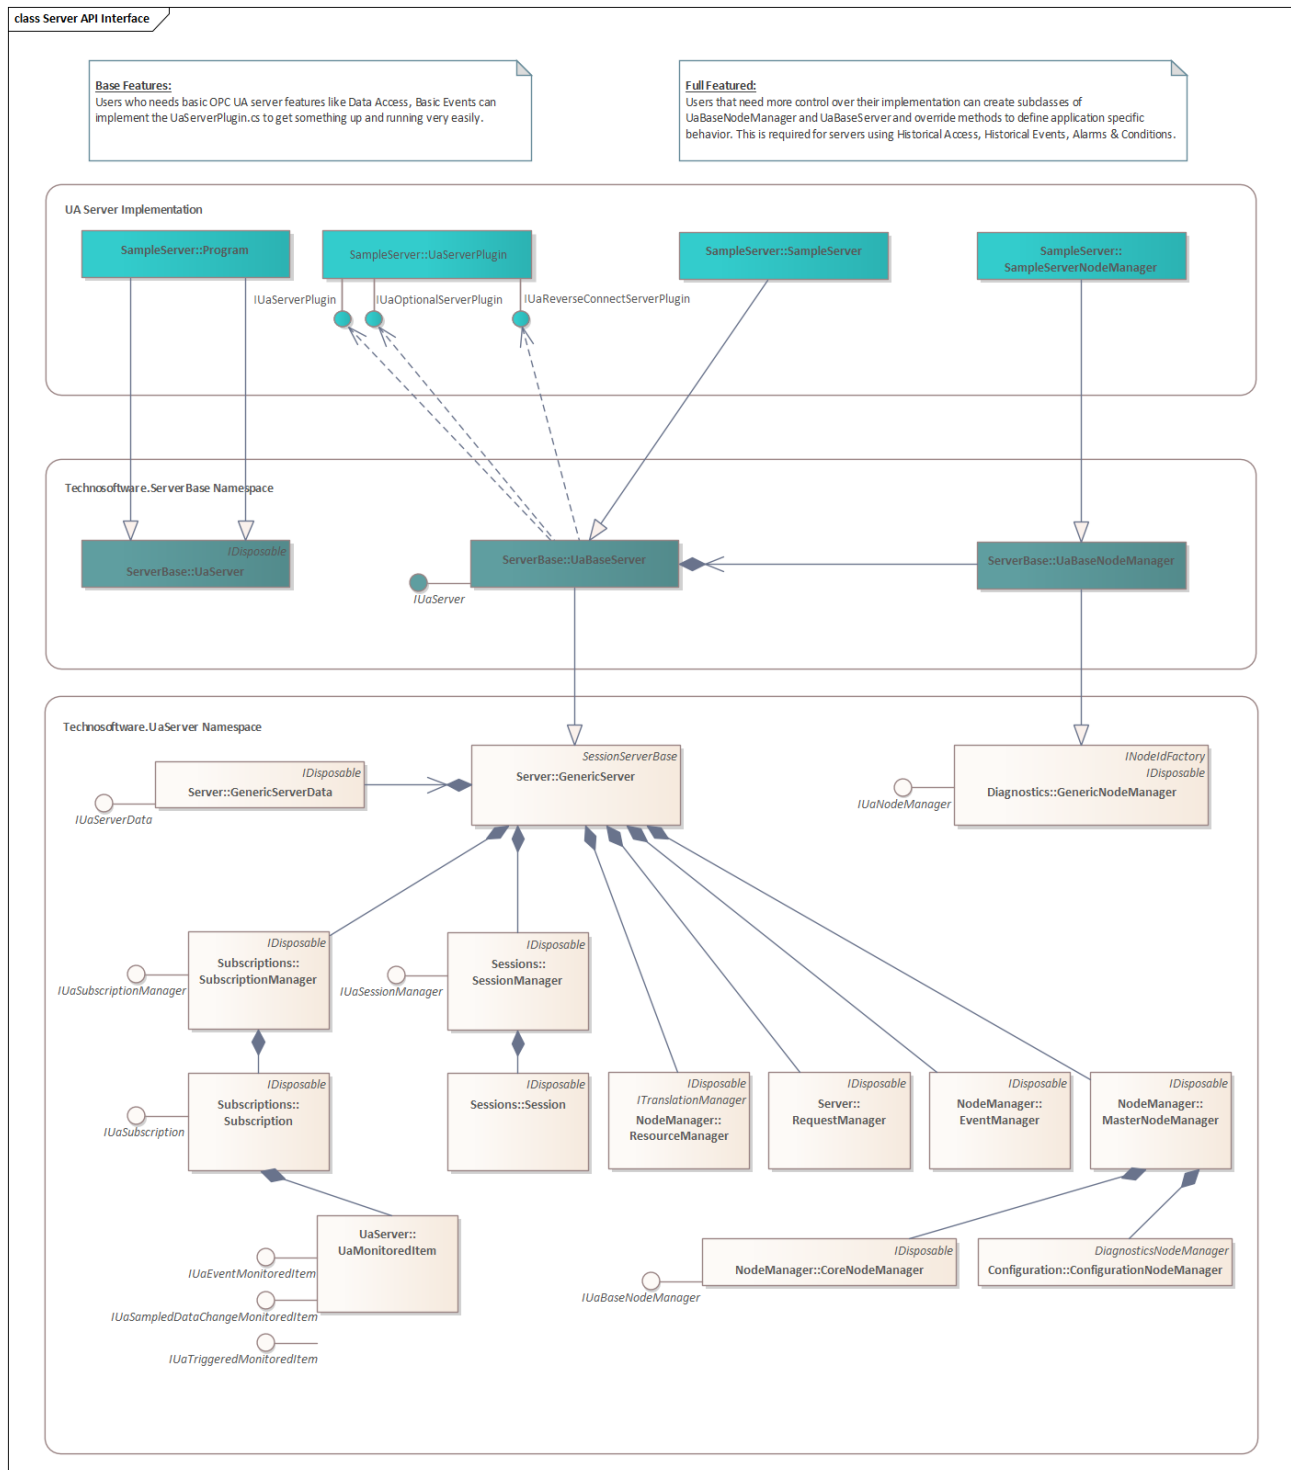 class Server API Interface
Base Features:
Users who needs basic OPC UA server features like Data Access, Basic Events can
implement the UaServerPlugin.cs to get something up and running very easily.
Full Featured:
Users that need more control over their implementation can create subclasses of
UaBaseNodeManager and UaBaseServer and override methods to define application specific
behavior. This is required for servers using Historical Access, Historical Events, Alarms & Conditions.
UA Server Implementation
SampleServer::Program
SampleServer::UaServerPlugin
SampleServer::SampleServer
SampleServer::
SampleServerNodeManager
IUaServerPlugin
IUaOptionalServerPlugin
IUaReverseConnectServerPlugin
Technosoftware.ServerBase Namespace
IDisposable
ServerBase::UaServer
ServerBase::UaBaseServer
IUaServer
ServerBase::UaBaseNodeManager
Technosoftware.UaServer Namespace
IDisposable
Server::GenericServerData
IUaServerData
SessionServerBase
Server::GenericServer
INodeIdFactory
IDisposable
Diagnostics::GenericNodeManager
IUaNodeManager
IDisposable
Subscriptions::
SubscriptionManager
IUaSubscriptionManager
IDisposable
Sessions::
SessionManager
IUaSessionManager
IDisposable
Subscriptions::
Subscription
IUaSubscription
IDisposable
Sessions::Session
IDisposable
ITranslationManager
NodeManager::
ResourceManager
IDisposable
Server::
RequestManager
IDisposable
NodeManager::
EventManager
IDisposable
NodeManager::
MasterNodeManager
UaServer::
UaMonitoredItem
IUaEventMonitoredItem
IUaSampledDataChangeMonitoredItem
IUaTriggeredMonitoredItem
IDisposable
NodeManager::CoreNodeManager
IUaBaseNodeManager
DiagnosticsNodeManager
Configuration::ConfigurationNodeManager